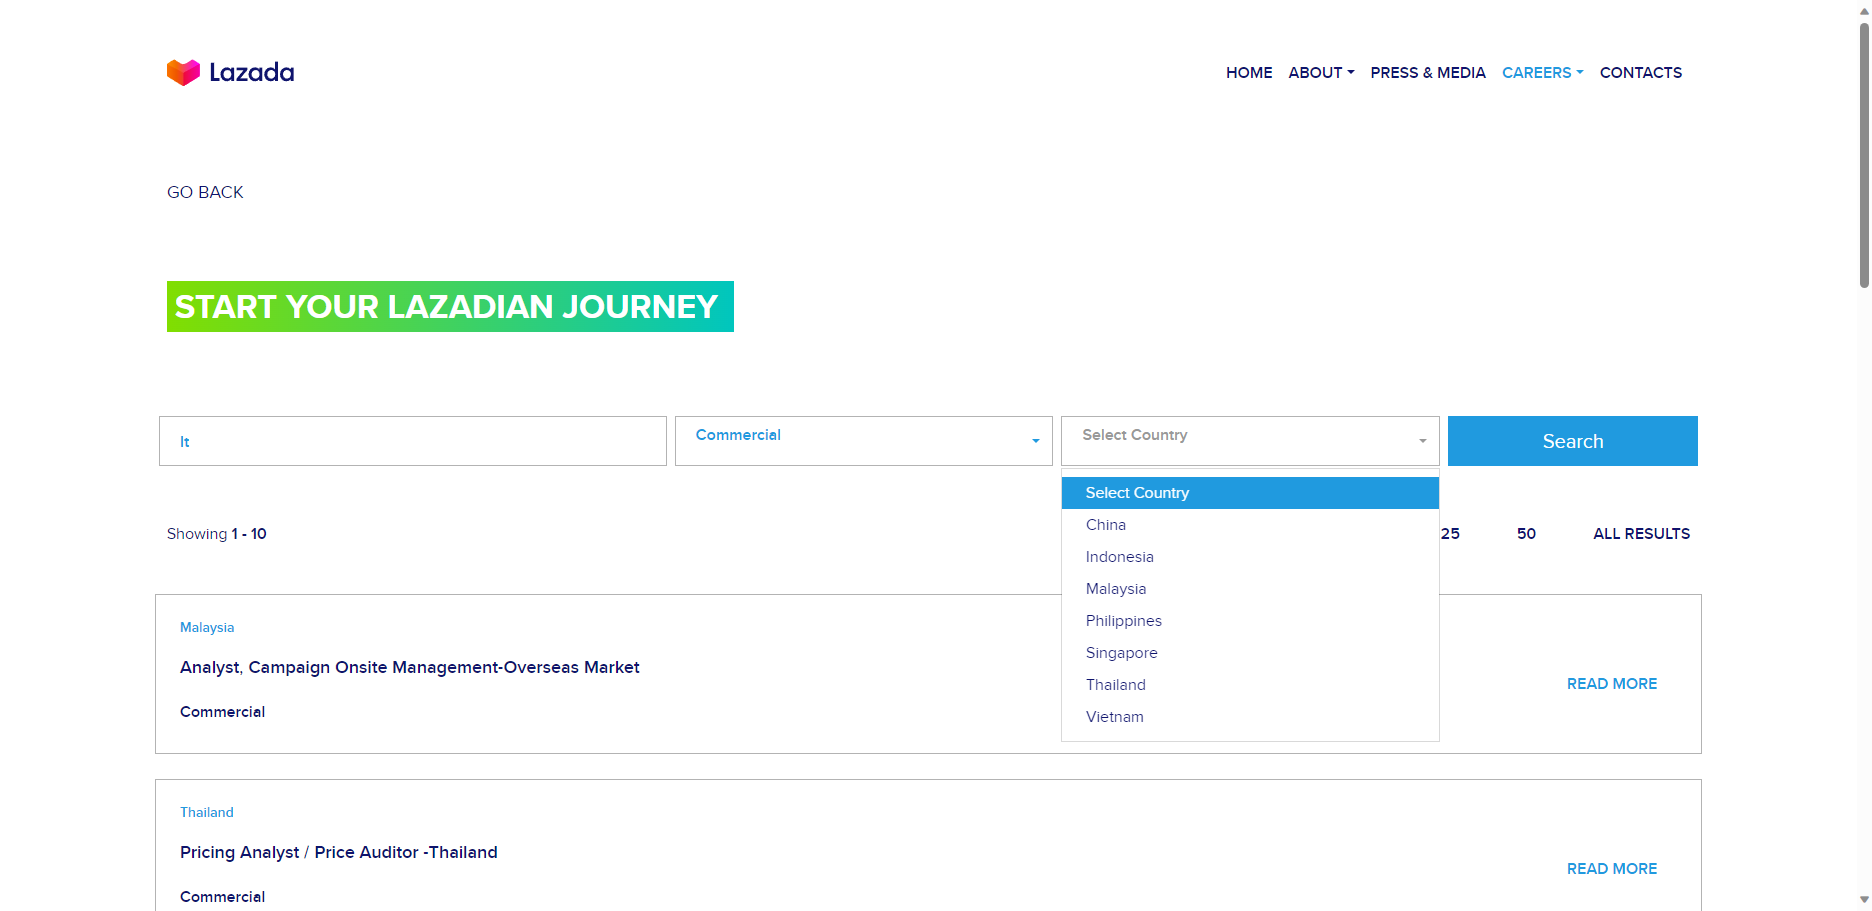 Lazada
HOME ABOUT PRESS & MEDIA CAREERS CONTACTS
GO BACK
START YOUR LAZADIAN JOURNEY
It
Commercial
Select Country
Search
Select Country
China
Indonesia
Malaysia
Philippines
Singapore
Thailand
Vietnam
Showing 1 - 10
25 50 ALL RESULTS
Malaysia
Analyst, Campaign Onsite Management-Overseas Market
Commercial
READ MORE
Thailand
Pricing Analyst / Price Auditor -Thailand
Commercial
READ MORE